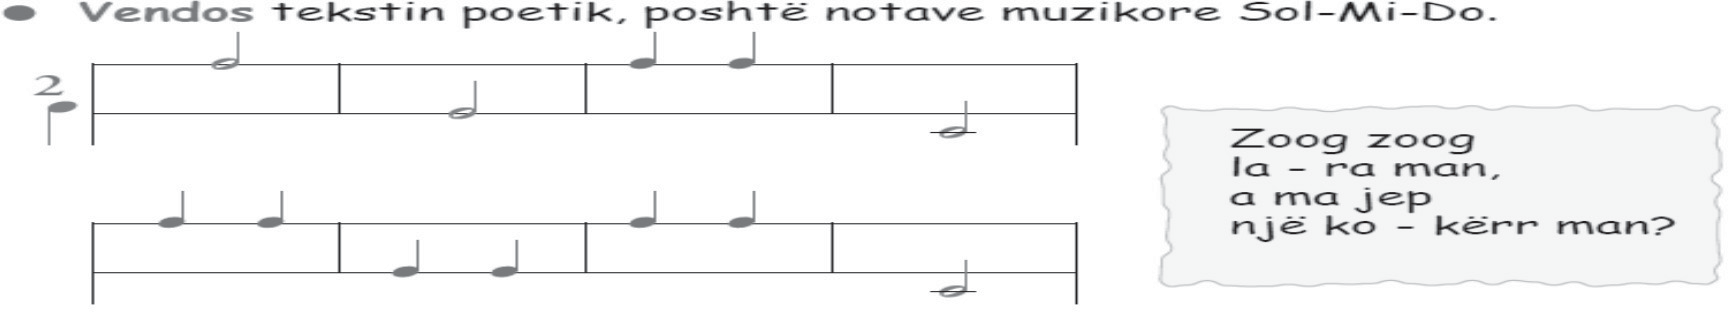 ● Vendos tekstin poetik, poshtë notave muzikore Sol-Mi-Do.
2
Zoog zoog
la - ra man,
a ma jep
një ko - kërr man?